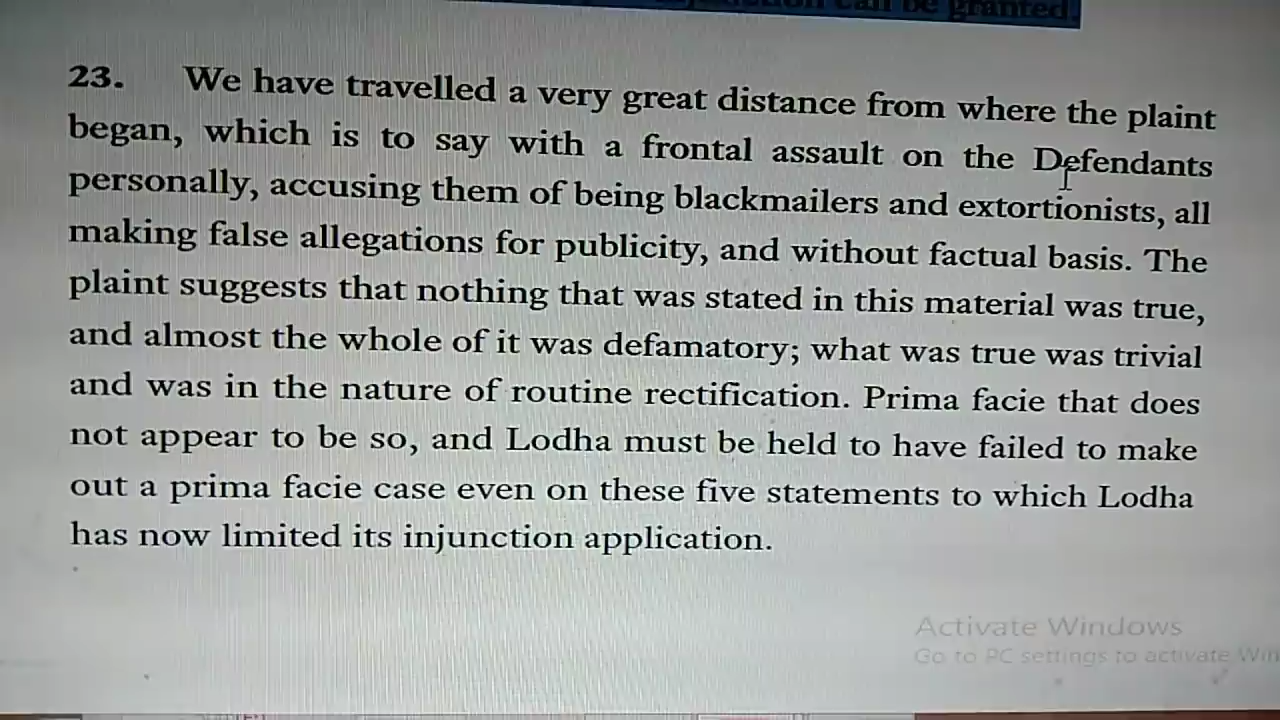 can be granted.
23. We have travelled a very great distance from where the plaint
began, which is to say with a frontal assault on the Defendants
personally, accusing them of being blackmailers and extortionists, all
making false allegations for publicity, and without factual basis. The
plaint suggests that nothing that was stated in this material was true,
and almost the whole of it was defamatory; what was true was trivial
and was in the nature of routine rectification. Prima facie that does
not appear to be so, and Lodha must be held to have failed to make
out a prima facie case even on these five statements to which Lodha
has now limited its injunction application.
Activate Windows
Go to PC settings to activate Win